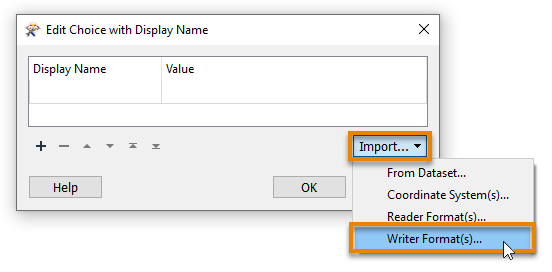 Edit Choice with Display Name
Display Name Value
Import...
From Dataset...
Help OK
Coordinate System(s)...
Reader Format(s)...
Writer Format(s)...